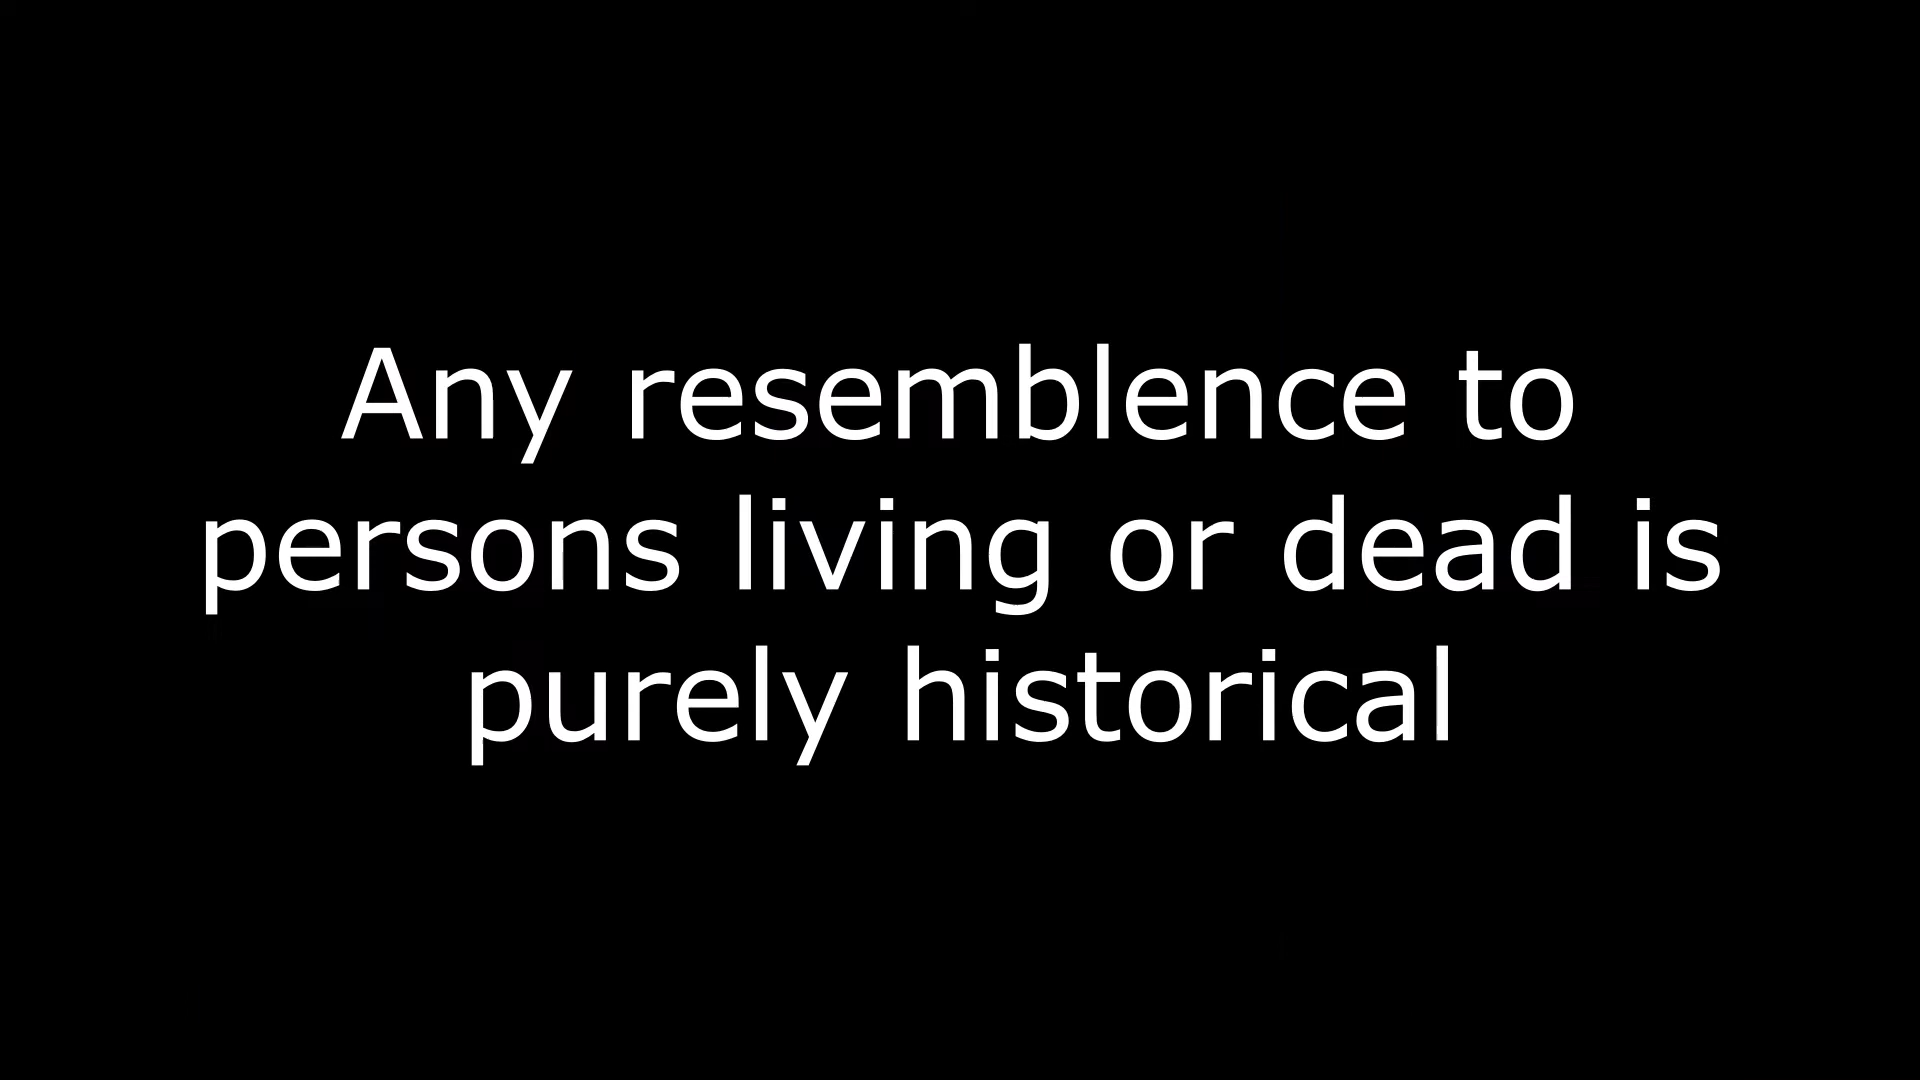 Any resemblence to
persons living or dead is
purely historical